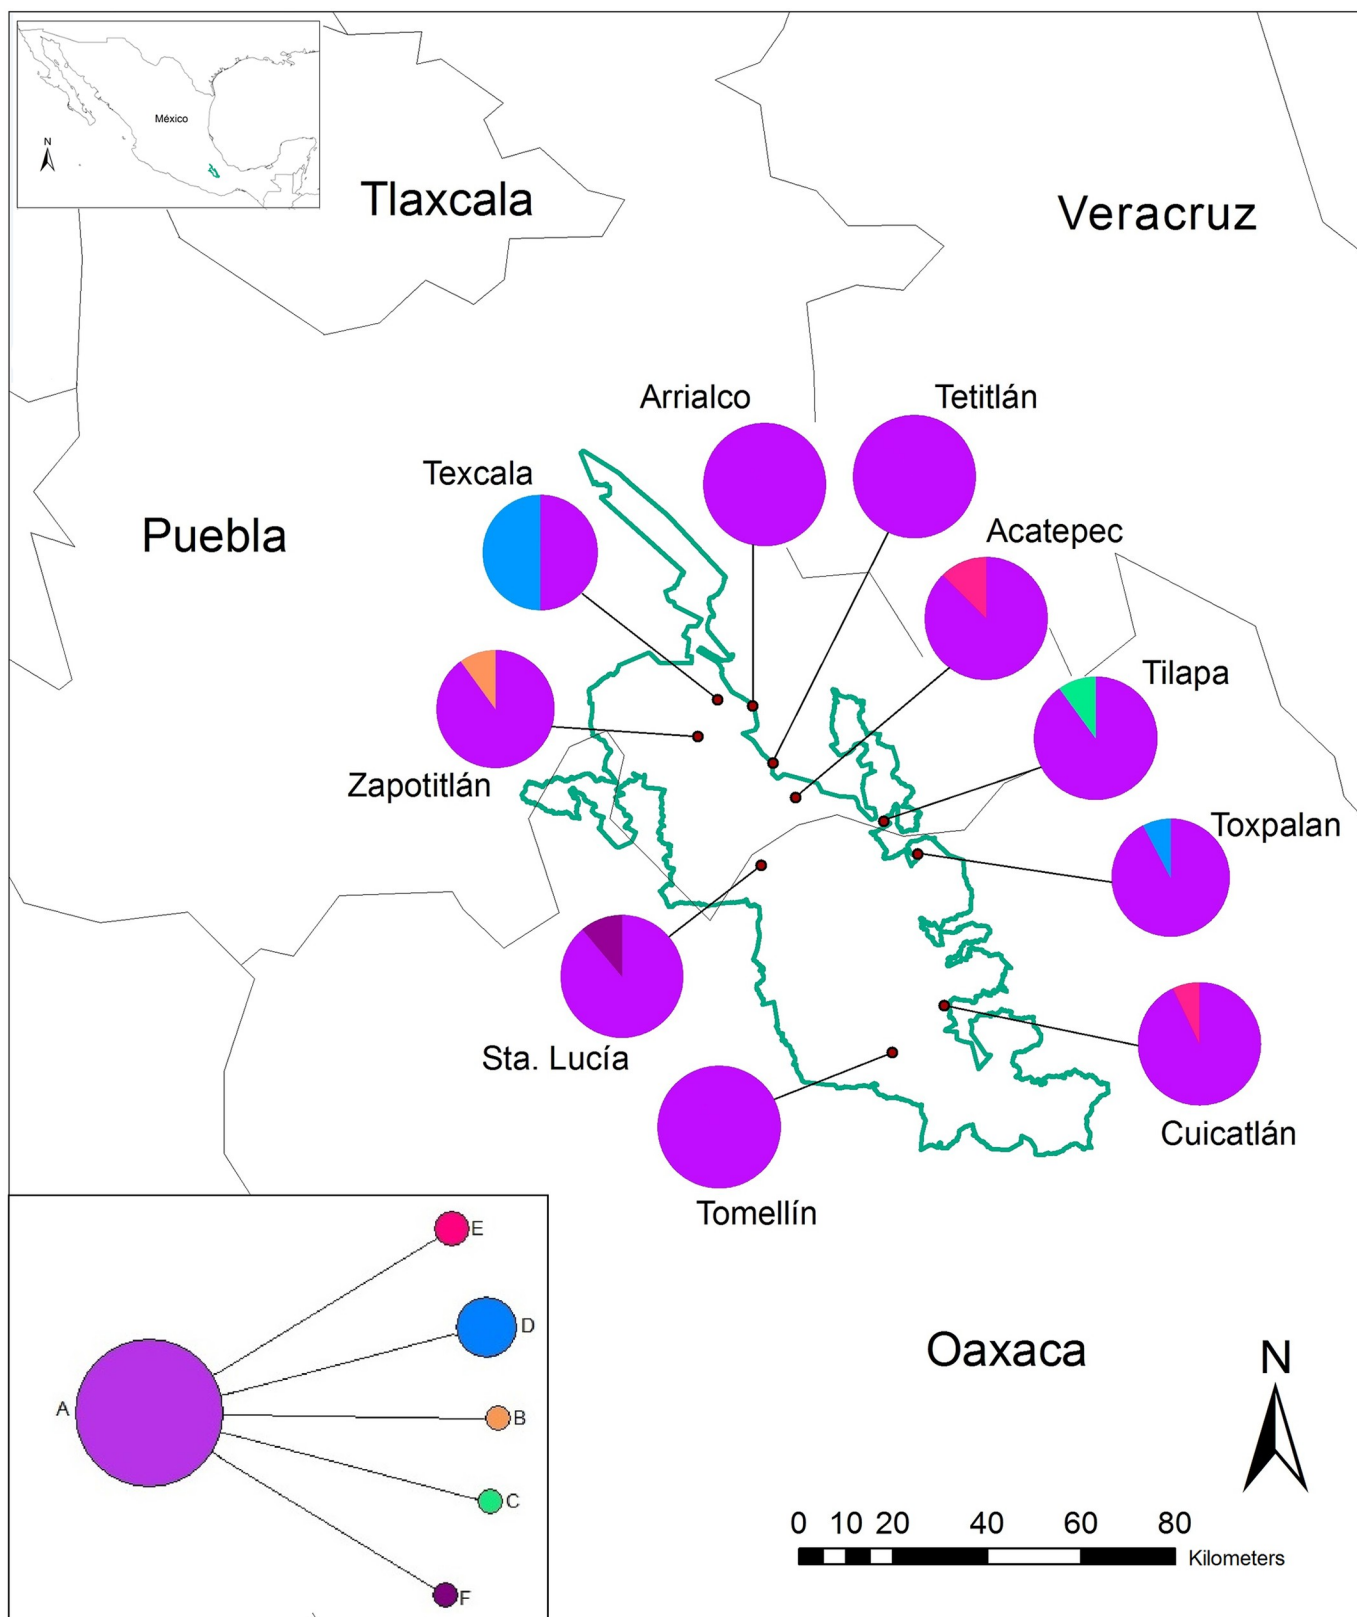 México
N
Tlaxcala
Veracruz
Arrialco
Tetitlán
Texcala
Puebla
Acatepec
Tilapa
Zapotitlán
Toxpalan
Sta. Lucía
Cuicatlán
Tomellín
E
D
A
B
C
F
Oaxaca
N
0 10 20 40 60 80
Kilometers